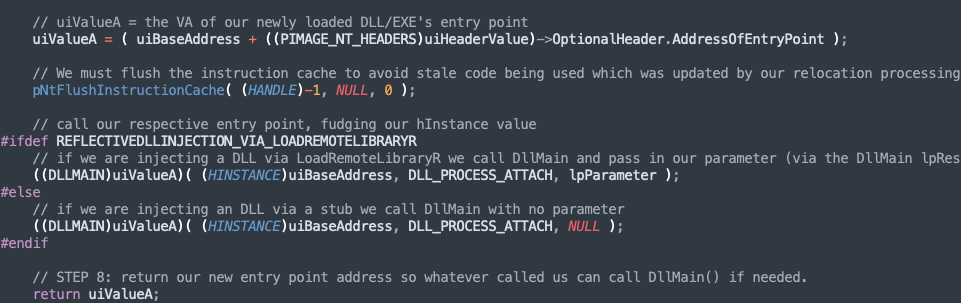 // uiValueA = the VA of our newly loaded DLL/EXE's entry point
uiValueA = ( uiBaseAddress + ((PIMAGE_NT_HEADERS)uiHeaderValue)->OptionalHeader.AddressOfEntryPoint );
// We must flush the instruction cache to avoid stale code being used which was updated by our relocation processing
pNtFlushInstructionCache( (HANDLE)-1, NULL, 0 );
// call our respective entry point, fudging our hInstance value
#ifdef REFLECTIVEDLLINJECTION_VIA_LOADREMOTELIBRARYR
// if we are injecting a DLL via LoadRemoteLibraryR we call DllMain and pass in our parameter (via the DllMain lpRes
((DLLMAIN)uiValueA)( (HINSTANCE)uiBaseAddress, DLL_PROCESS_ATTACH, lpParameter );
#else
// if we are injecting an DLL via a stub we call DllMain with no parameter
((DLLMAIN)uiValueA)( (HINSTANCE)uiBaseAddress, DLL_PROCESS_ATTACH, NULL );
#endif
// STEP 8: return our new entry point address so whatever called us can call DllMain() if needed.
return uiValueA;